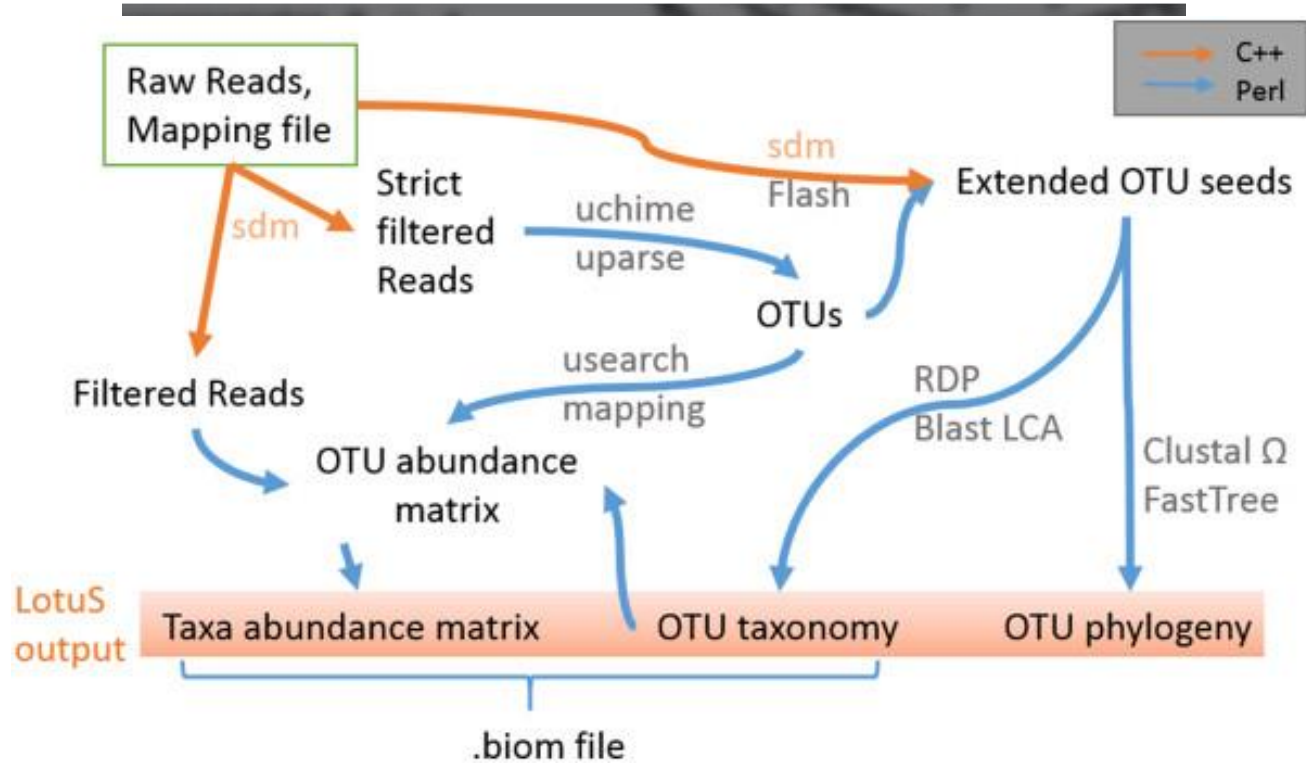 C++
Perl
Raw Reads,
Mapping file
sdm
Flash
Extended OTU seeds
sdm
Strict
filtered
Reads
uchime
uparse
OTUs
Filtered Reads
usearch
mapping
RDP
Blast LCA
Clustal Ω
FastTree
OTU abundance
matrix
LotuS
output
Taxa abundance matrix
OTU taxonomy
OTU phylogeny
.biom file